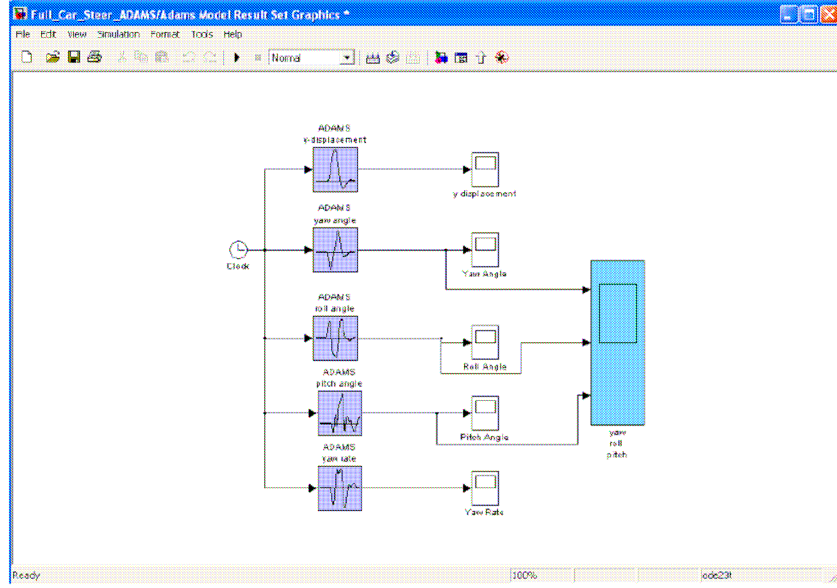 Full_Car_Steer_ADAMS/Adams Model Result Set Graphics *
File Edit View Simulation Format Tools Help
Normal
ADAMS
y-displacement
y displacement
ADAMS
yaw angle
Clock
Yaw Angle
ADAMS
roll angle
Roll Angle
ADAMS
pitch angle
Pitch Angle
yaw
roll
pitch
ADAMS
yaw rate
Yaw Rate
Ready 100% ode23t